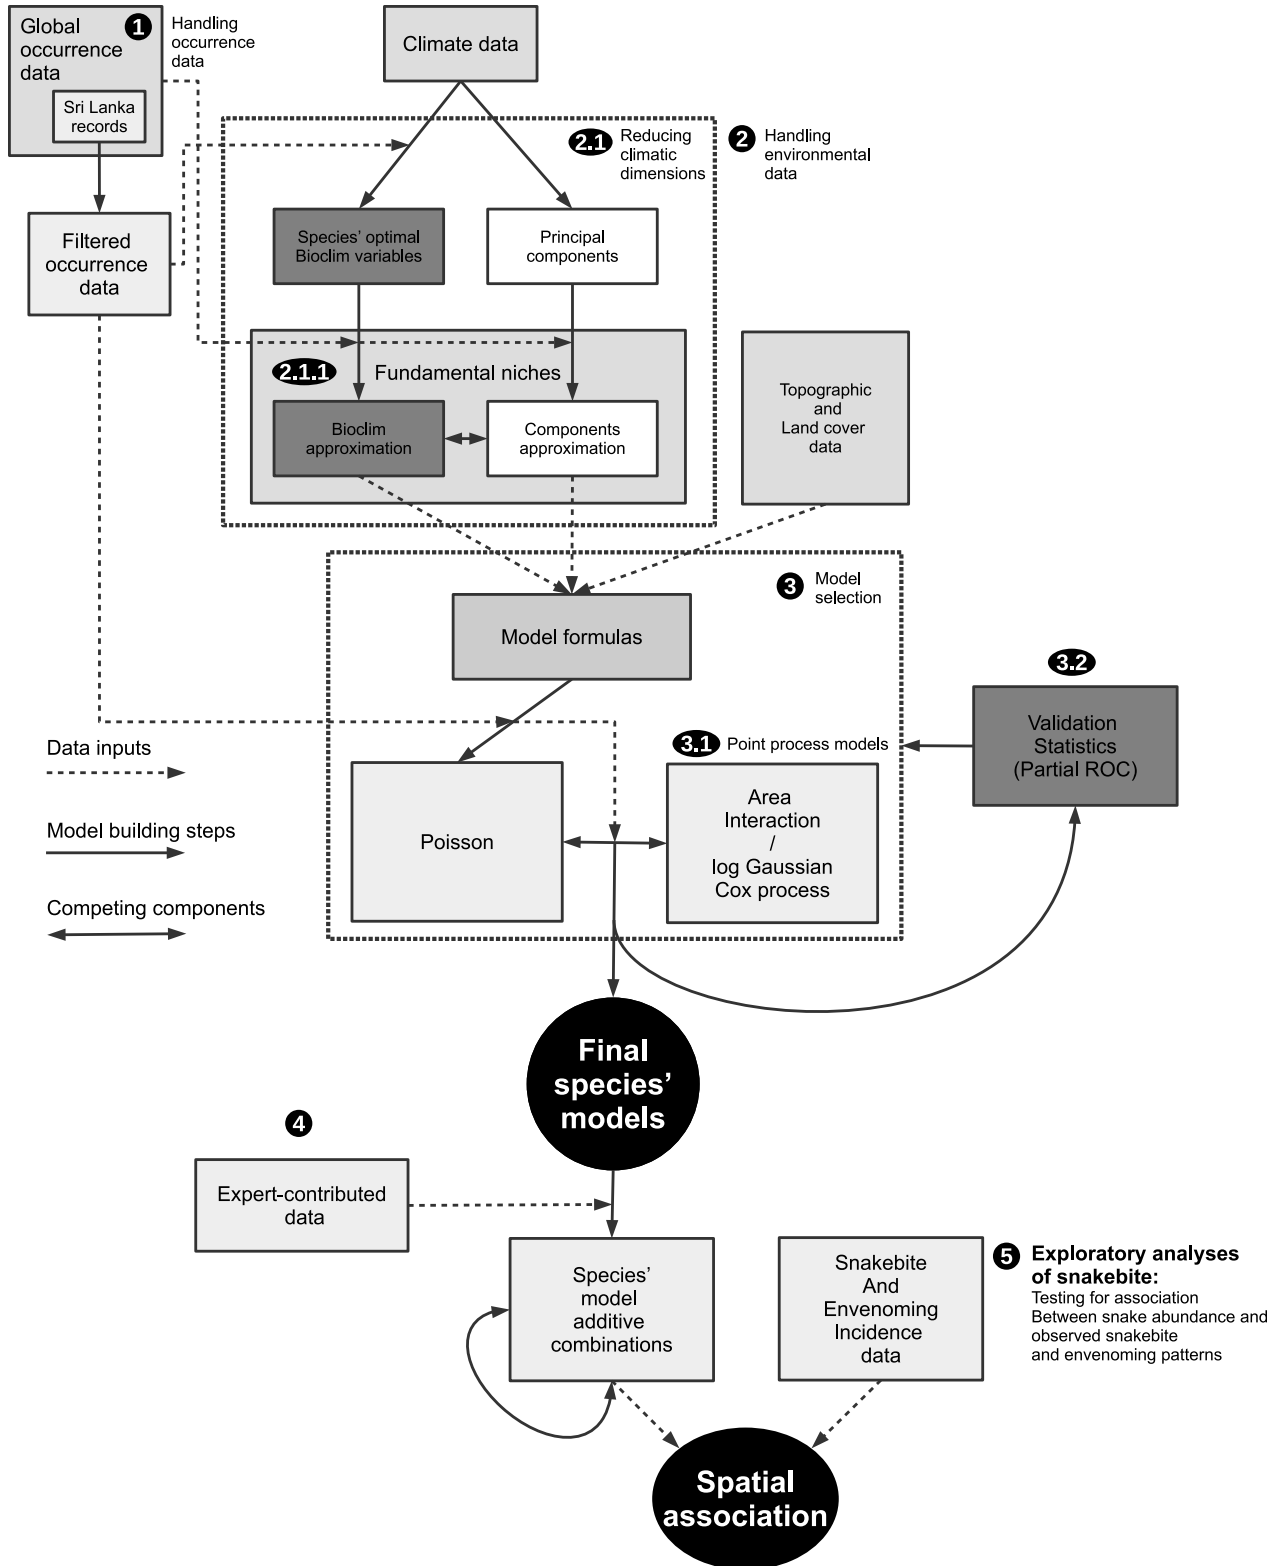 Global
occurrence
data
1
Handling
occurrence
data
Sri Lanka
records
Climate data
2.1
Reducing
climatic
dimensions
2
Handling
environmental
data
Filtered
occurrence
data
Species’ optimal
Bioclim variables
Principal
components
2.1.1
Fundamental niches
Bioclim
approximation
Components
approximation
Topographic
and
Land cover
data
3
Model
selection
Model formulas
3.2
Validation
Statistics
(Partial ROC)
3.1
Point process models
Poisson
Area
Interaction
/
log Gaussian
Cox process
Data inputs
Model building steps
Competing components
Final
species’
models
4
Expert-contributed
data
Species’
model
additive
combinations
Snakebite
And
Envenoming
Incidence
data
5
Exploratory analyses
of snakebite:
Testing for association
Between snake abundance and
observed snakebite
and envenoming patterns
Spatial
association